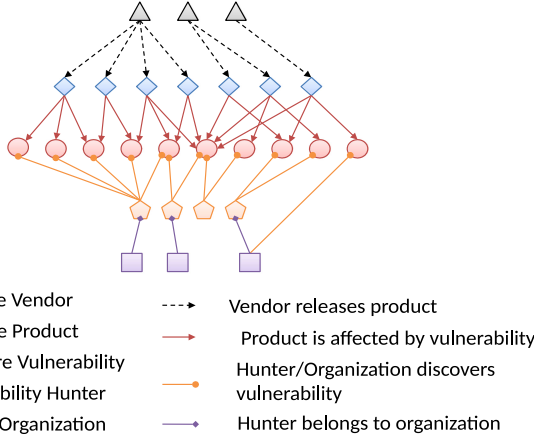 e Vendor
Vendor releases product
e Product
Product is affected by vulnerability
re Vulnerability
Hunter/Organization discovers
vulnerability
bility Hunter
Organization
Hunter belongs to organization